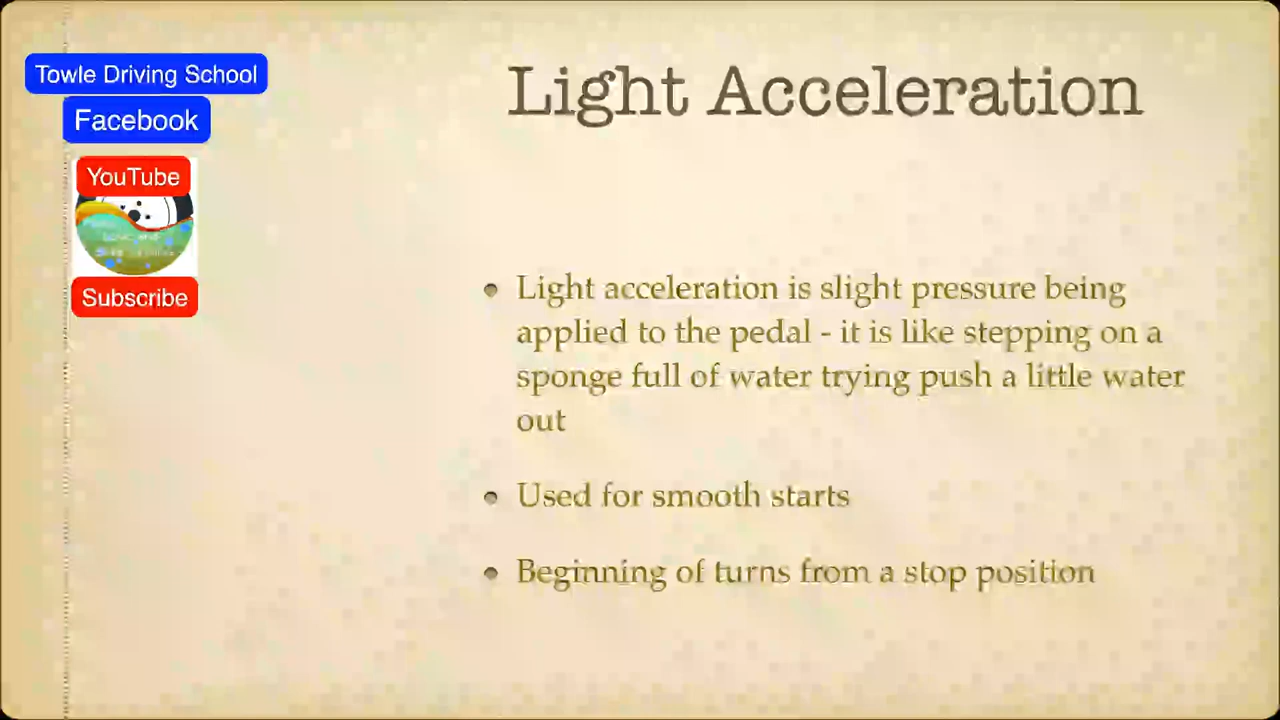 Towle Driving School
Facebook
YouTube
Subscribe
Light Acceleration
• Light acceleration is slight pressure being
applied to the pedal - it is like stepping on a
sponge full of water trying push a little water
out
• Used for smooth starts
• Beginning of turns from a stop position